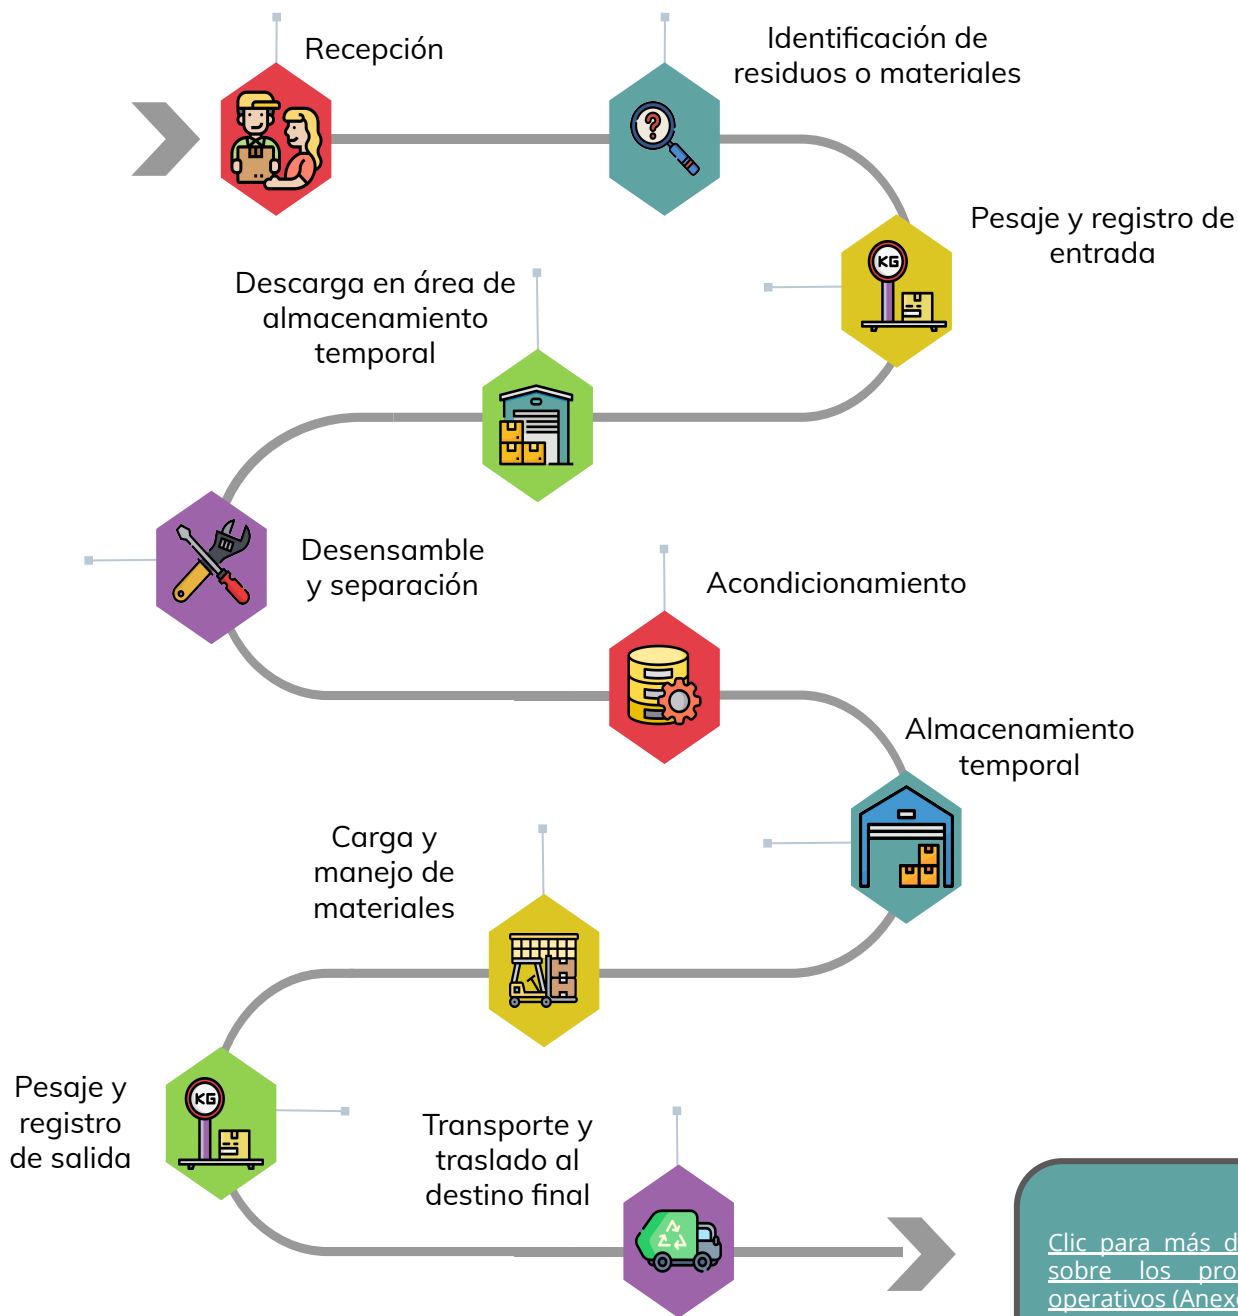 Recepción
Identificación de
residuos o materiales
Pesaje y registro de
entrada
KG
Descarga en área de
almacenamiento
temporal
Desensamble
y separación
Acondicionamiento
Almacenamiento
temporal
Carga y
manejo de
materiales
Pesaje y
registro
de salida
KG
Transporte y
traslado al
destino final
Clic para más
sobre los
operativos